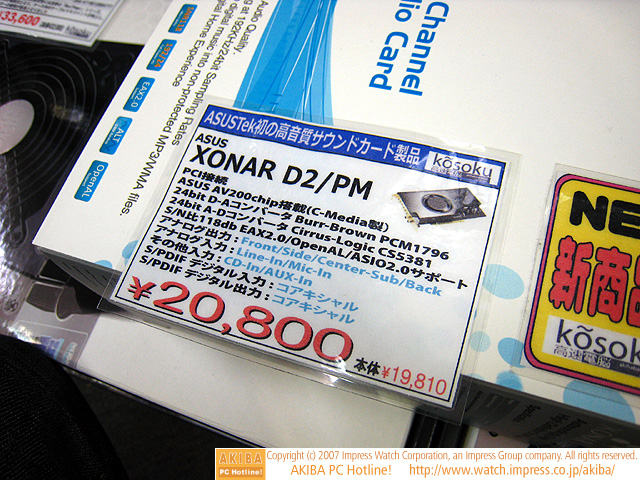 33,600
Channel
io Card
Audio Quality.
g at 192KHz/24bit Sampling Rates
digital music into non-protected MP3/WMA files.
igital Home Experience
EAX2.0
ALT
OpenAL
ASUSTek初の高音質サウンドカード製品
kōsoku
ASUS
XONAR D2/PM
PCI接続
ASUS AV200chip搭載(C-Media製)
24bit D-Aコンバータ Burr-Brown PCM1796
24bit A-Dコンバータ Cirrus-Logic CS5381
S/N比118db EAX2.0/OpenAL/ASIO2.0サポート
アナログ出力:Front/Side/Center-Sub/Back
アナログ入力:Line-In/Mic-In
その他入力:CD-In/AUX-In
S/PDIF デジタル入力:コアキシャル
S/PDIF デジタル出力:コアキシャル
¥20,800
本体¥19,810
NE
新商品
kōsoku
高速電脳
AKIBA
PC Hotline!
Copyright (c) 2007 Impress Watch Corporation, an Impress Group company. All rights reserved.
AKIBA PC Hotline! http://www.watch.impress.co.jp/akiba/